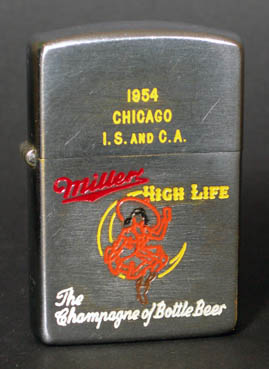 1954
CHICAGO
I.S. AND C.A.
Miller HIGH LIFE
The
Champagne of Bottle Beer